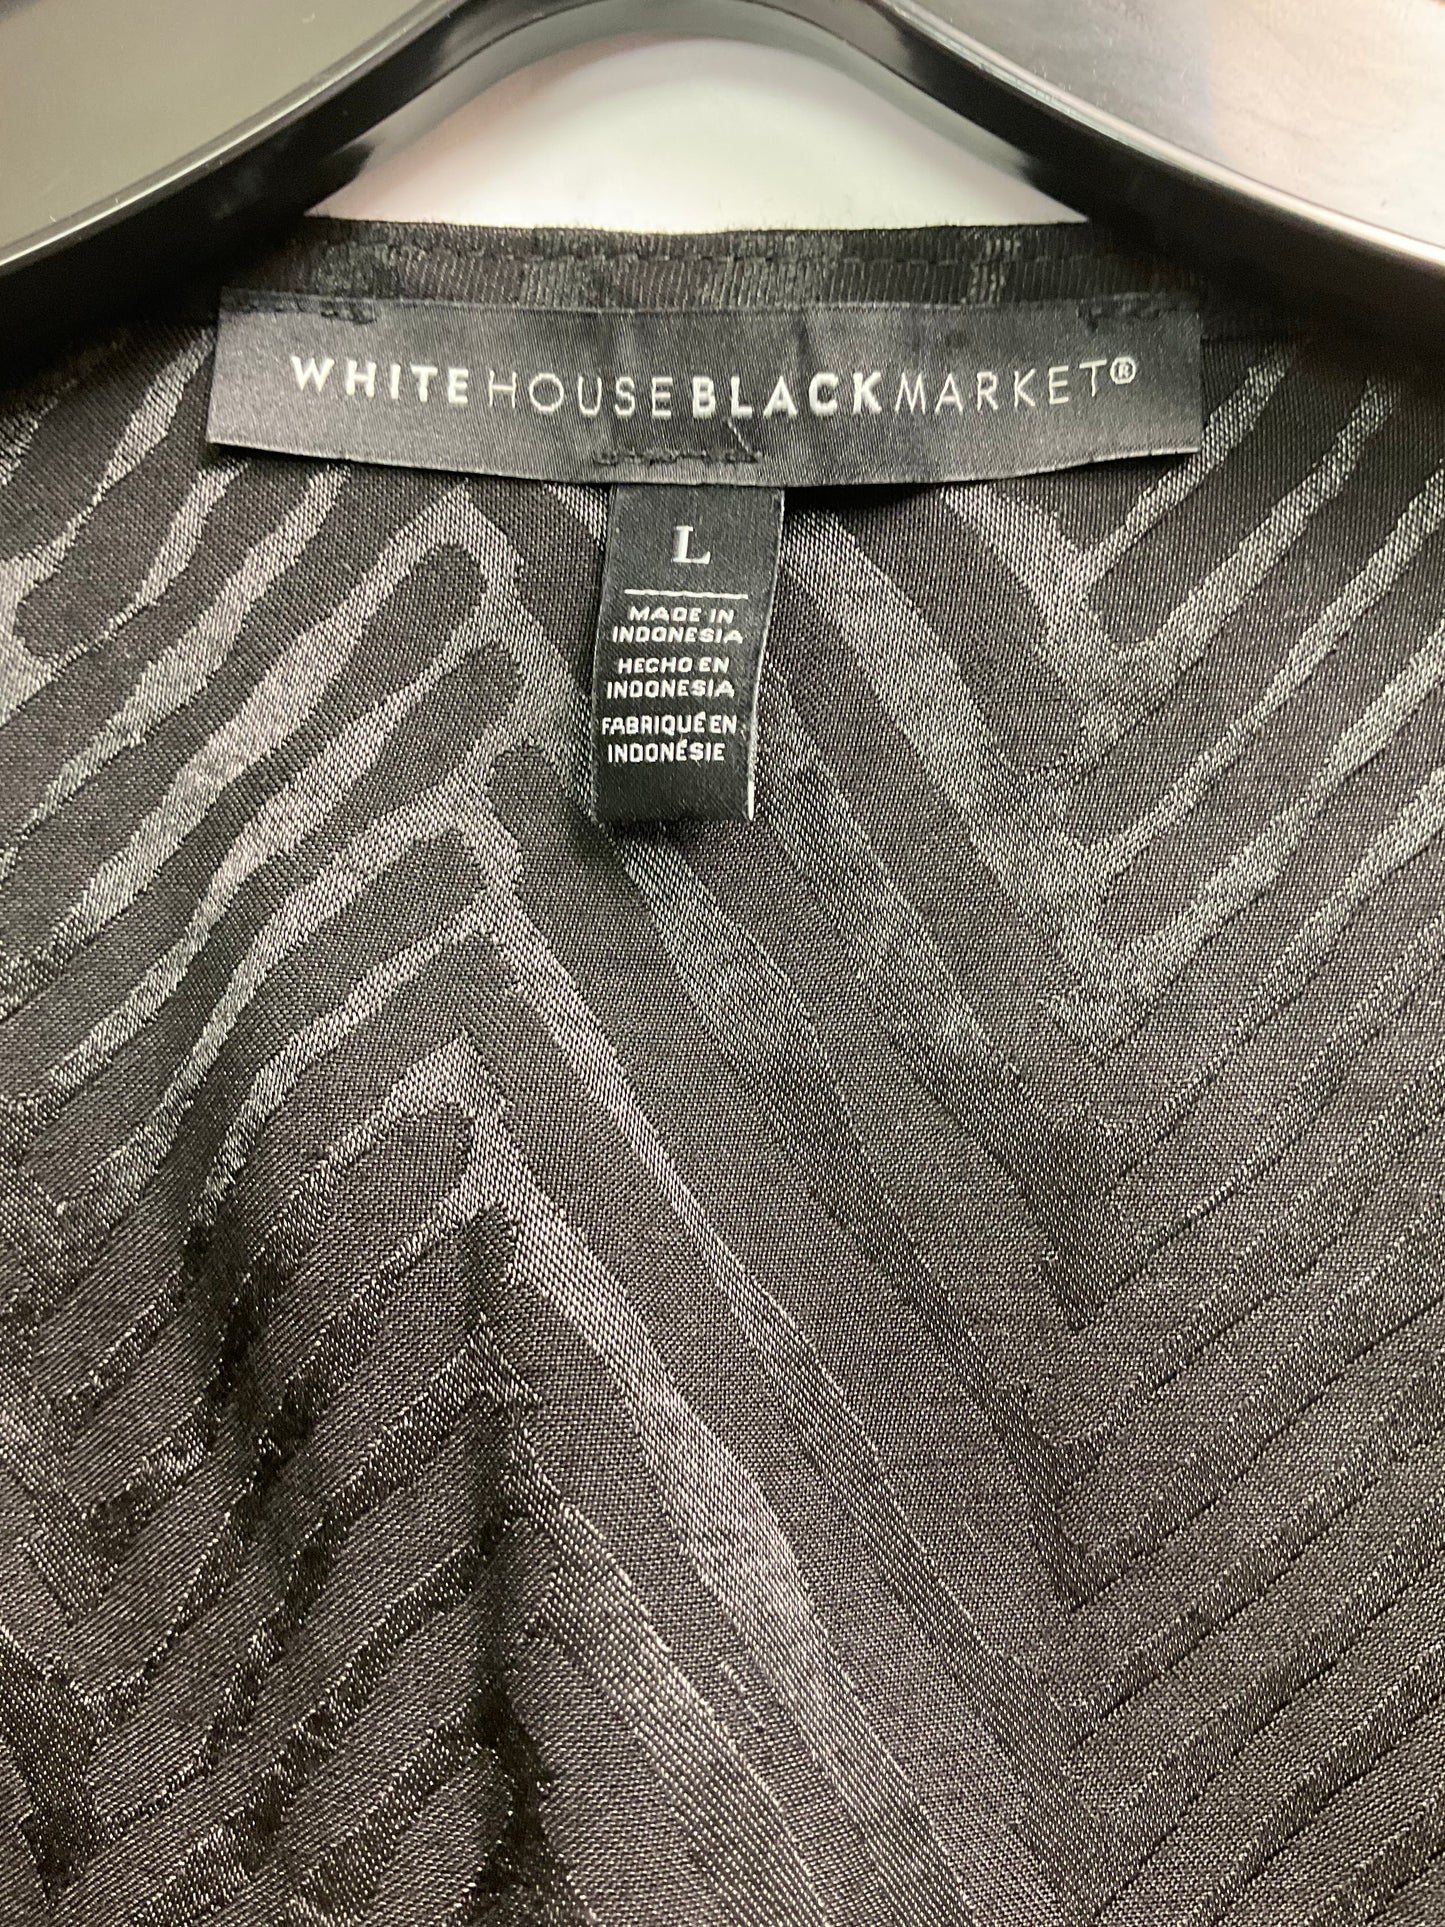 WHITEHOUSEBLACKMARKET®
L
MADE IN
INDONESIA
HECHO EN
INDONESIA
FABRIQUÉ EN
INDONÉSIE